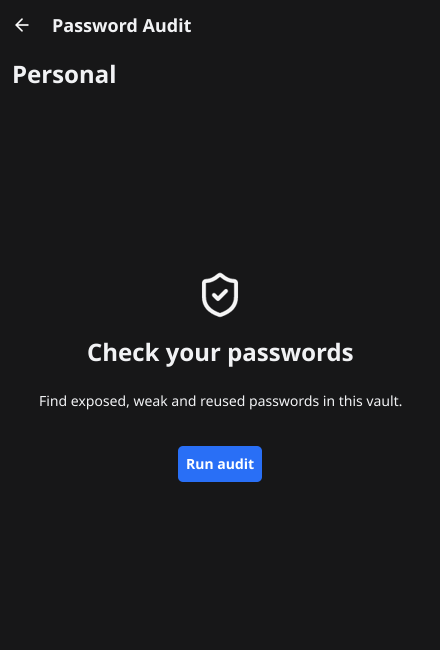 Password Audit
Personal
Check your passwords
Find exposed, weak and reused passwords in this vault.
Run audit